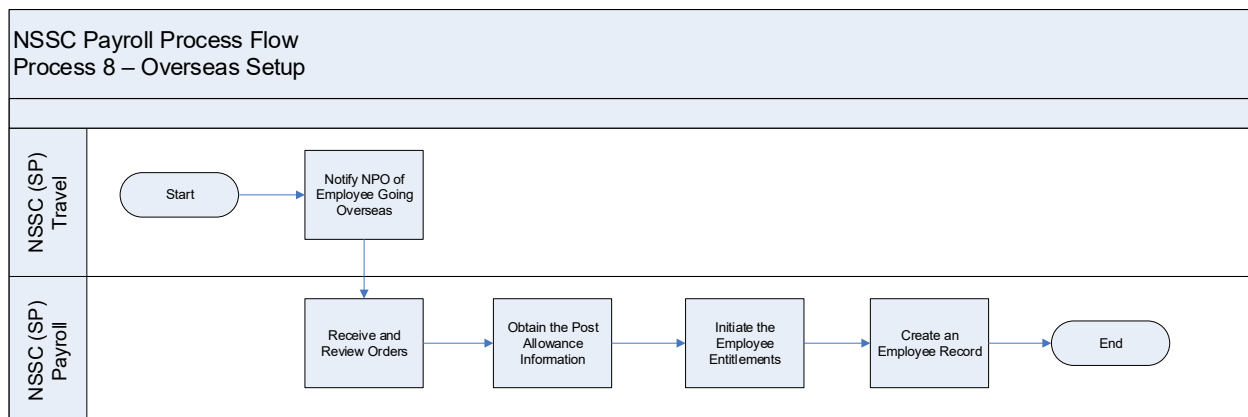 NSSC Payroll Process Flow
Process 8 – Overseas Setup
NSSC (SP)
Travel
Start
Notify NPO of
Employee Going
Overseas
NSSC (SP)
Payroll
Receive and
Review Orders
Obtain the Post
Allowance
Information
Initiate the
Employee
Entitlements
Create an
Employee Record
End